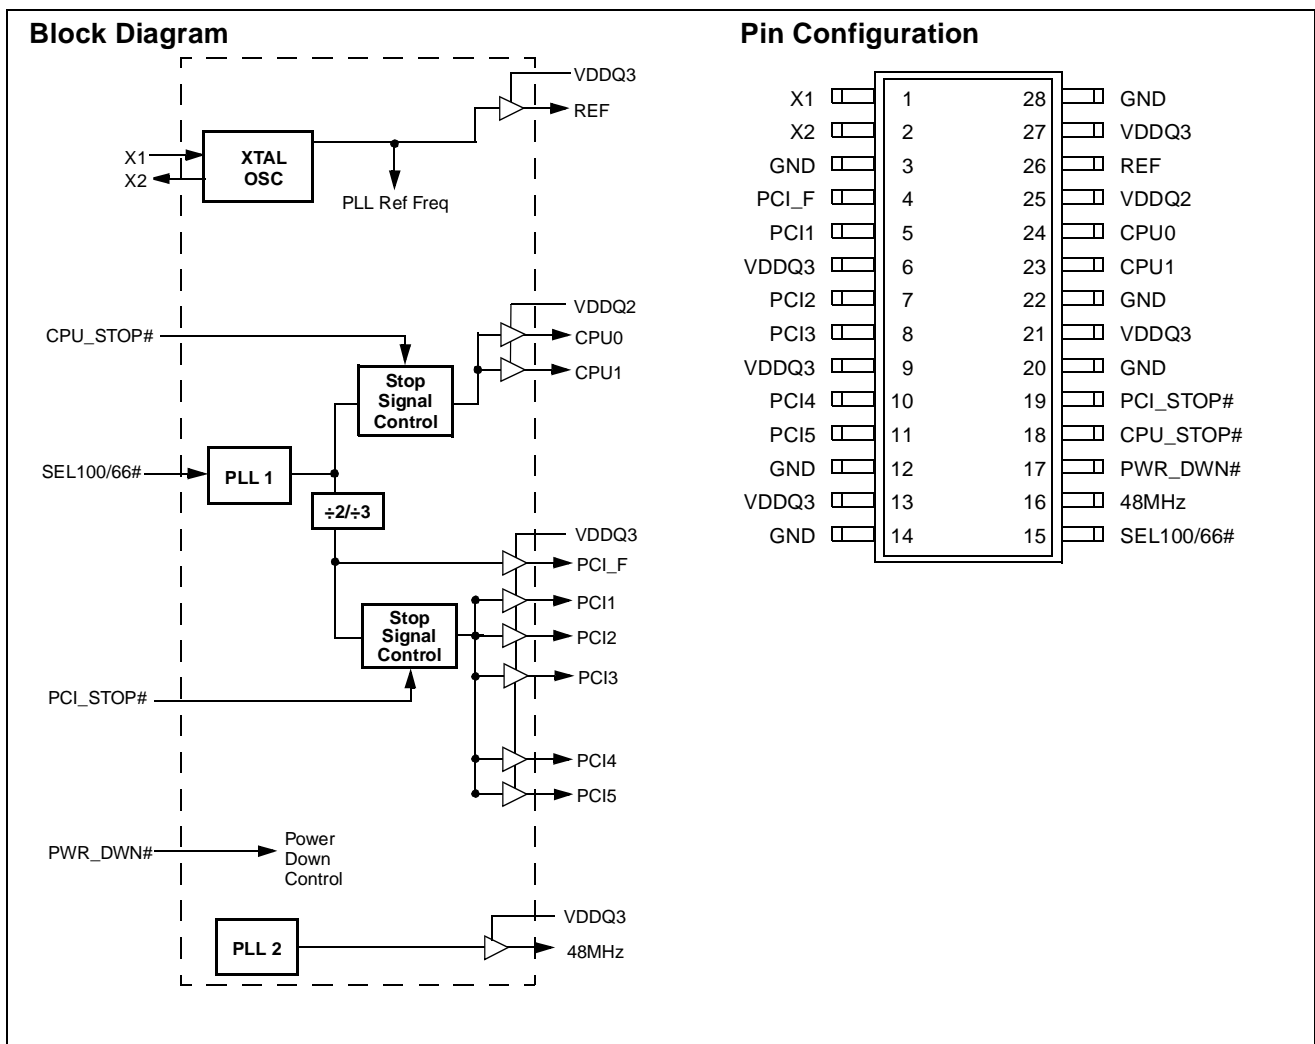 Block Diagram
VDDQ3
REF
X1
X2
XTAL
OSC
PLL Ref Freq
VDDQ2
CPU_STOP#
CPU0
CPU1
Stop
Signal
Control
SEL100/66#
PLL 1
÷2/÷3
VDDQ3
PCI_F
PCI1
Stop
Signal
Control
PCI2
PCI3
PCI_STOP#
PCI4
PCI5
PWR_DWN#
Power
Down
Control
VDDQ3
PLL 2
48MHz
Pin Configuration
X1 1 28 GND
X2 2 27 VDDQ3
GND 3 26 REF
PCI_F 4 25 VDDQ2
PCI1 5 24 CPU0
VDDQ3 6 23 CPU1
PCI2 7 22 GND
PCI3 8 21 VDDQ3
VDDQ3 9 20 GND
PCI4 10 19 PCI_STOP#
PCI5 11 18 CPU_STOP#
GND 12 17 PWR_DWN#
VDDQ3 13 16 48MHz
GND 14 15 SEL100/66#